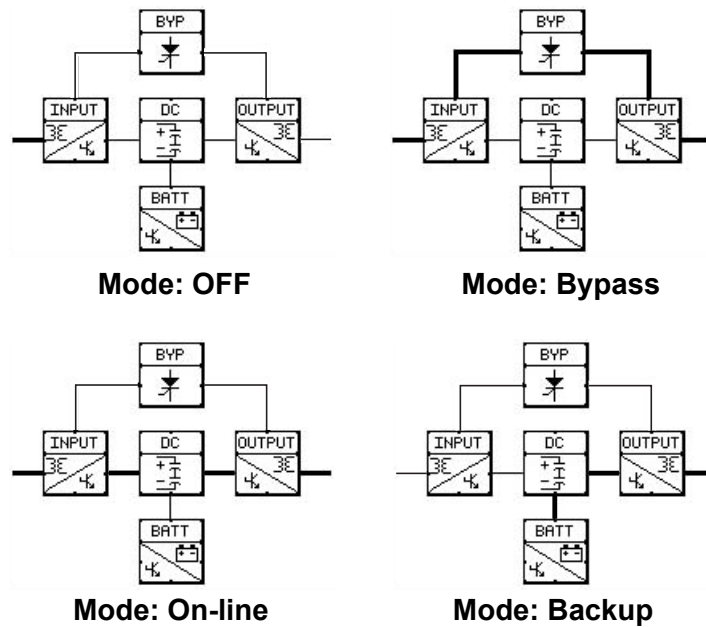 BYP
INPUT
DC
OUTPUT
BATT
Mode: OFF
BYP
INPUT
DC
OUTPUT
BATT
Mode: Bypass
BYP
INPUT
DC
OUTPUT
BATT
Mode: On-line
BYP
INPUT
DC
OUTPUT
BATT
Mode: Backup